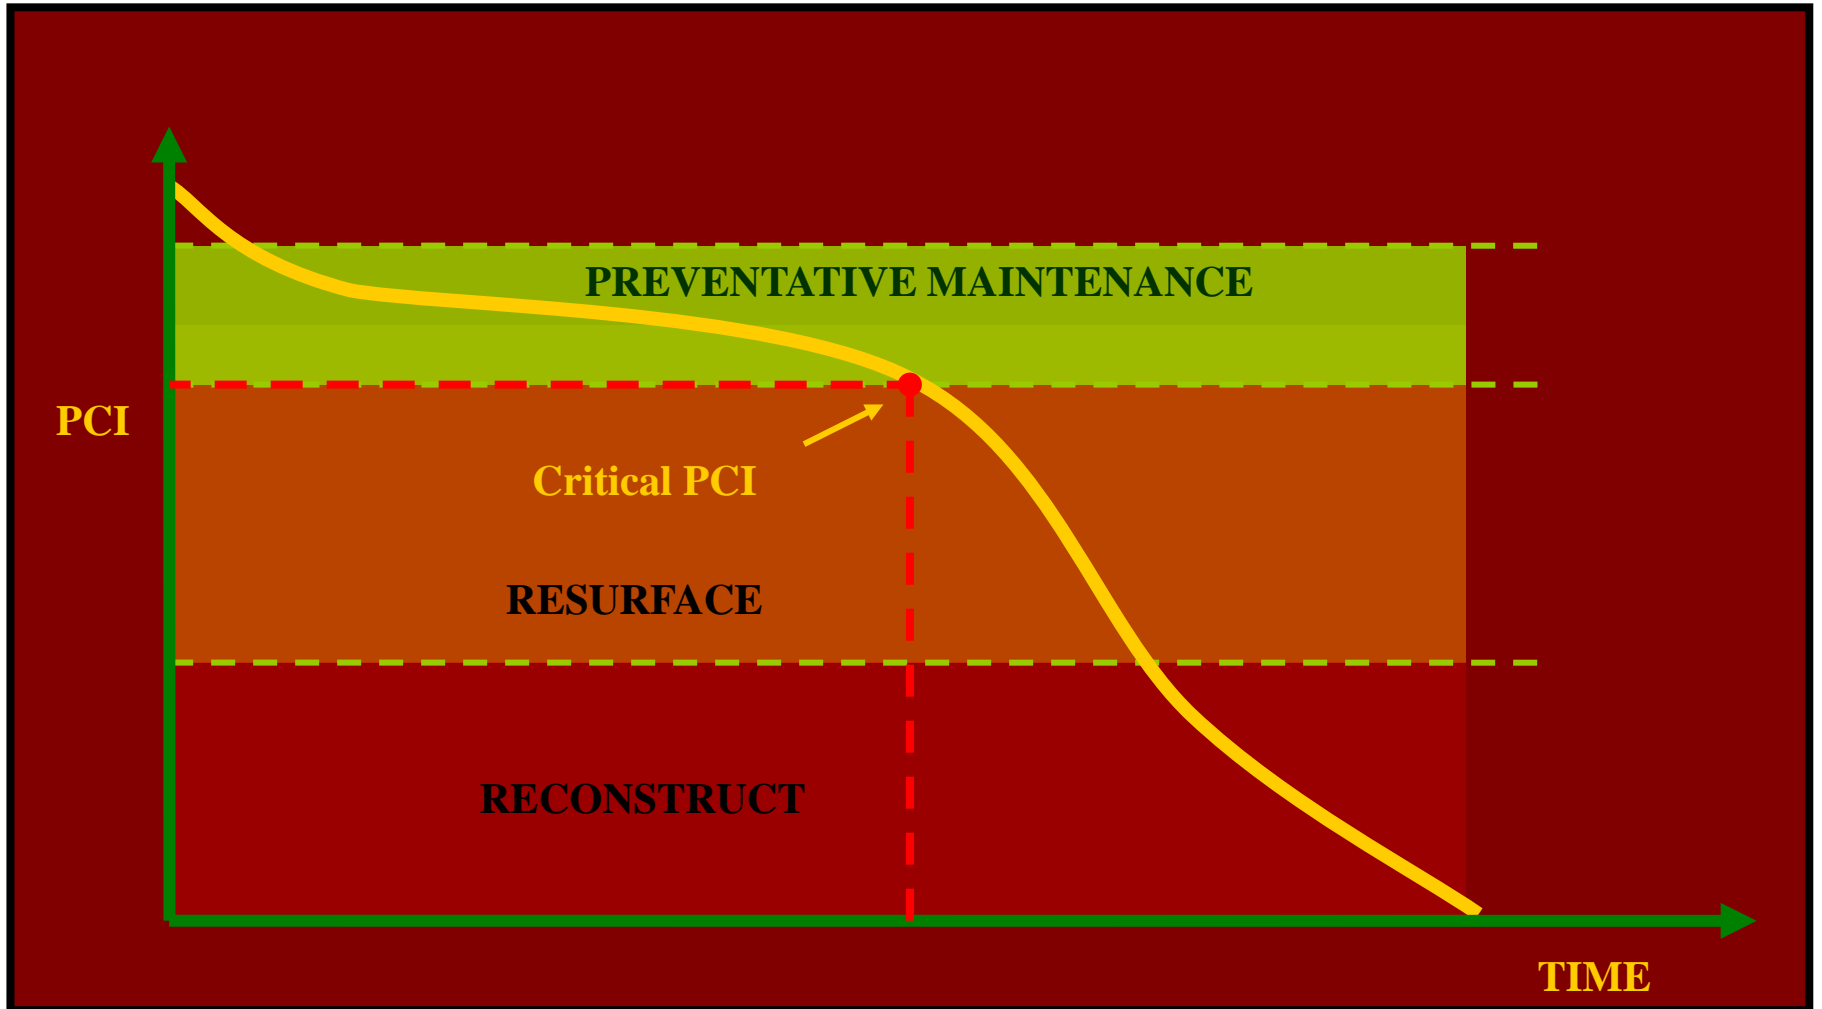 PREVENTATIVE MAINTENANCE
PCI
Critical PCI
RESURFACE
RECONSTRUCT
TIME